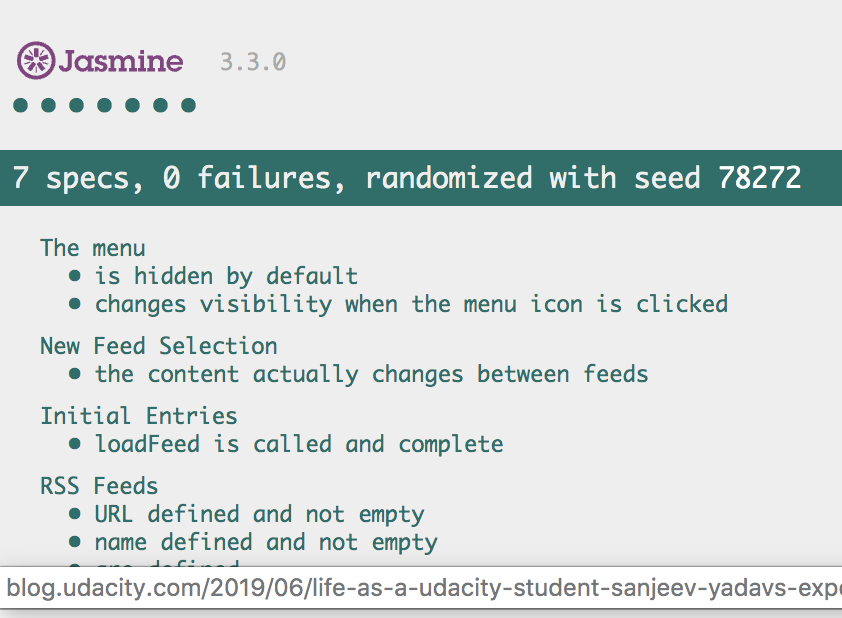 Jasmine 3.3.0
7 specs, 0 failures, randomized with seed 78272
The menu
is hidden by default
changes visibility when the menu icon is clicked
New Feed Selection
the content actually changes between feeds
Initial Entries
loadFeed is called and complete
RSS Feeds
URL defined and not empty
name defined and not empty
are defined
blog.udacity.com/2019/06/life-as-a-udacity-student-sanjeev-yadavs-exp